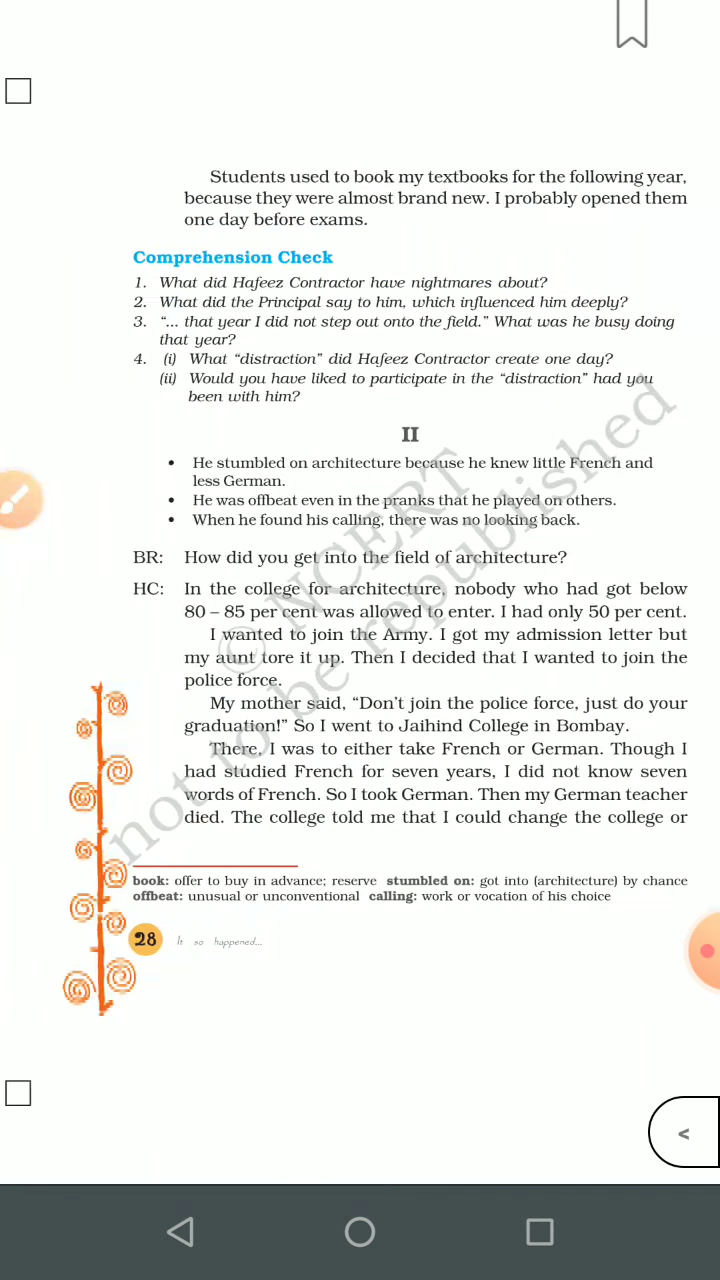 Students used to book my textbooks for the following year,
because they were almost brand new. I probably opened them
one day before exams.
Comprehension Check
1. What did Hafeez Contractor have nightmares about?
2. What did the Principal say to him, which influenced him deeply?
3. “... that year I did not step out onto the field.” What was he busy doing
that year?
4. (i) What “distraction” did Hafeez Contractor create one day?
(ii) Would you have liked to participate in the “distraction” had you
been with him?
II
• He stumbled on architecture because he knew little French and
less German.
• He was offbeat even in the pranks that he played on others.
• When he found his calling, there was no looking back.
BR: How did you get into the field of architecture?
HC: In the college for architecture, nobody who had got below
80 – 85 per cent was allowed to enter. I had only 50 per cent.
I wanted to join the Army. I got my admission letter but
my aunt tore it up. Then I decided that I wanted to join the
police force.
My mother said, “Don’t join the police force, just do your
graduation!” So I went to Jaihind College in Bombay.
There, I was to either take French or German. Though I
had studied French for seven years, I did not know seven
words of French. So I took German. Then my German teacher
died. The college told me that I could change the college or
book: offer to buy in advance; reserve stumbled on: got into (architecture) by chance
offbeat: unusual or unconventional calling: work or vocation of his choice
28 It so happened...
© NCERT
not to be republished
<